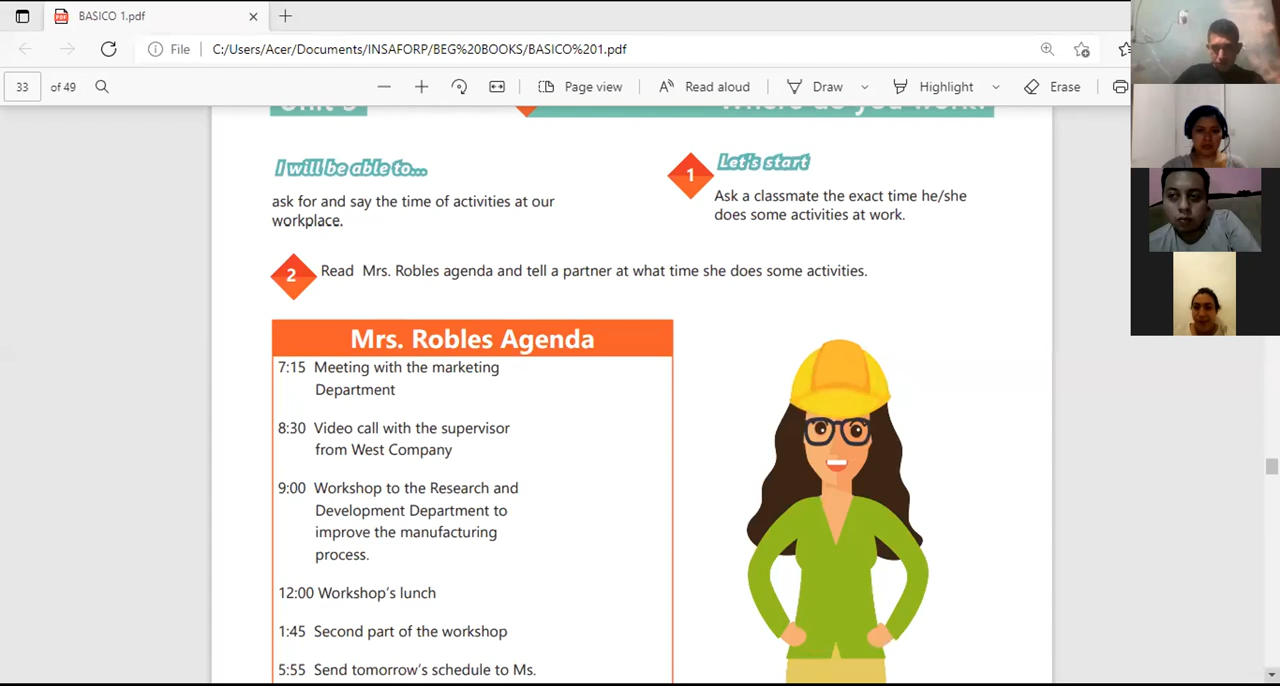 BASICO 1.pdf
File
C:/Users/Acer/Documents/INSAFORP/BEG%20BOOKS/BASICO%201.pdf
33 of 49
Page view
Read aloud
Draw
Highlight
Erase
Where do you work?
I will be able to...
ask for and say the time of activities at our
workplace.
1 Let's start
Ask a classmate the exact time he/she
does some activities at work.
2 Read Mrs. Robles agenda and tell a partner at what time she does some activities.
Mrs. Robles Agenda
7:15 Meeting with the marketing
Department
8:30 Video call with the supervisor
from West Company
9:00 Workshop to the Research and
Development Department to
improve the manufacturing
process.
12:00 Workshop's lunch
1:45 Second part of the workshop
5:55 Send tomorrow's schedule to Ms.